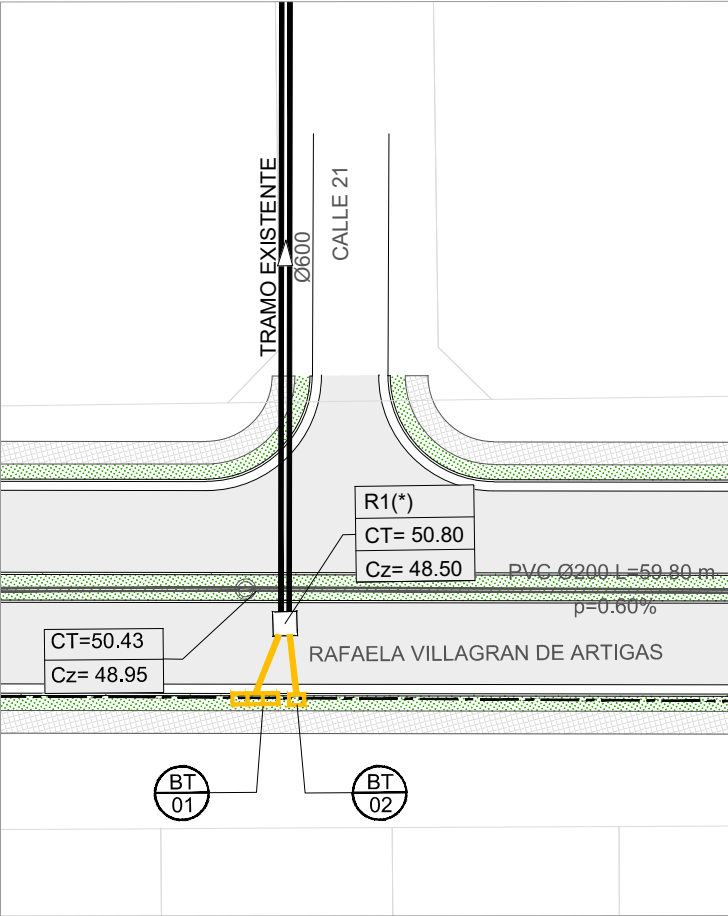 TRAMO EXISTENTE
Ø600
CALLE 21
R1(*)
CT= 50.80
Cz= 48.50
PVC Ø200 L=59.80 m
p=0.60%
CT=50.43
Cz= 48.95
RAFAELA VILLAGRAN DE ARTIGAS
BT
01
BT
02